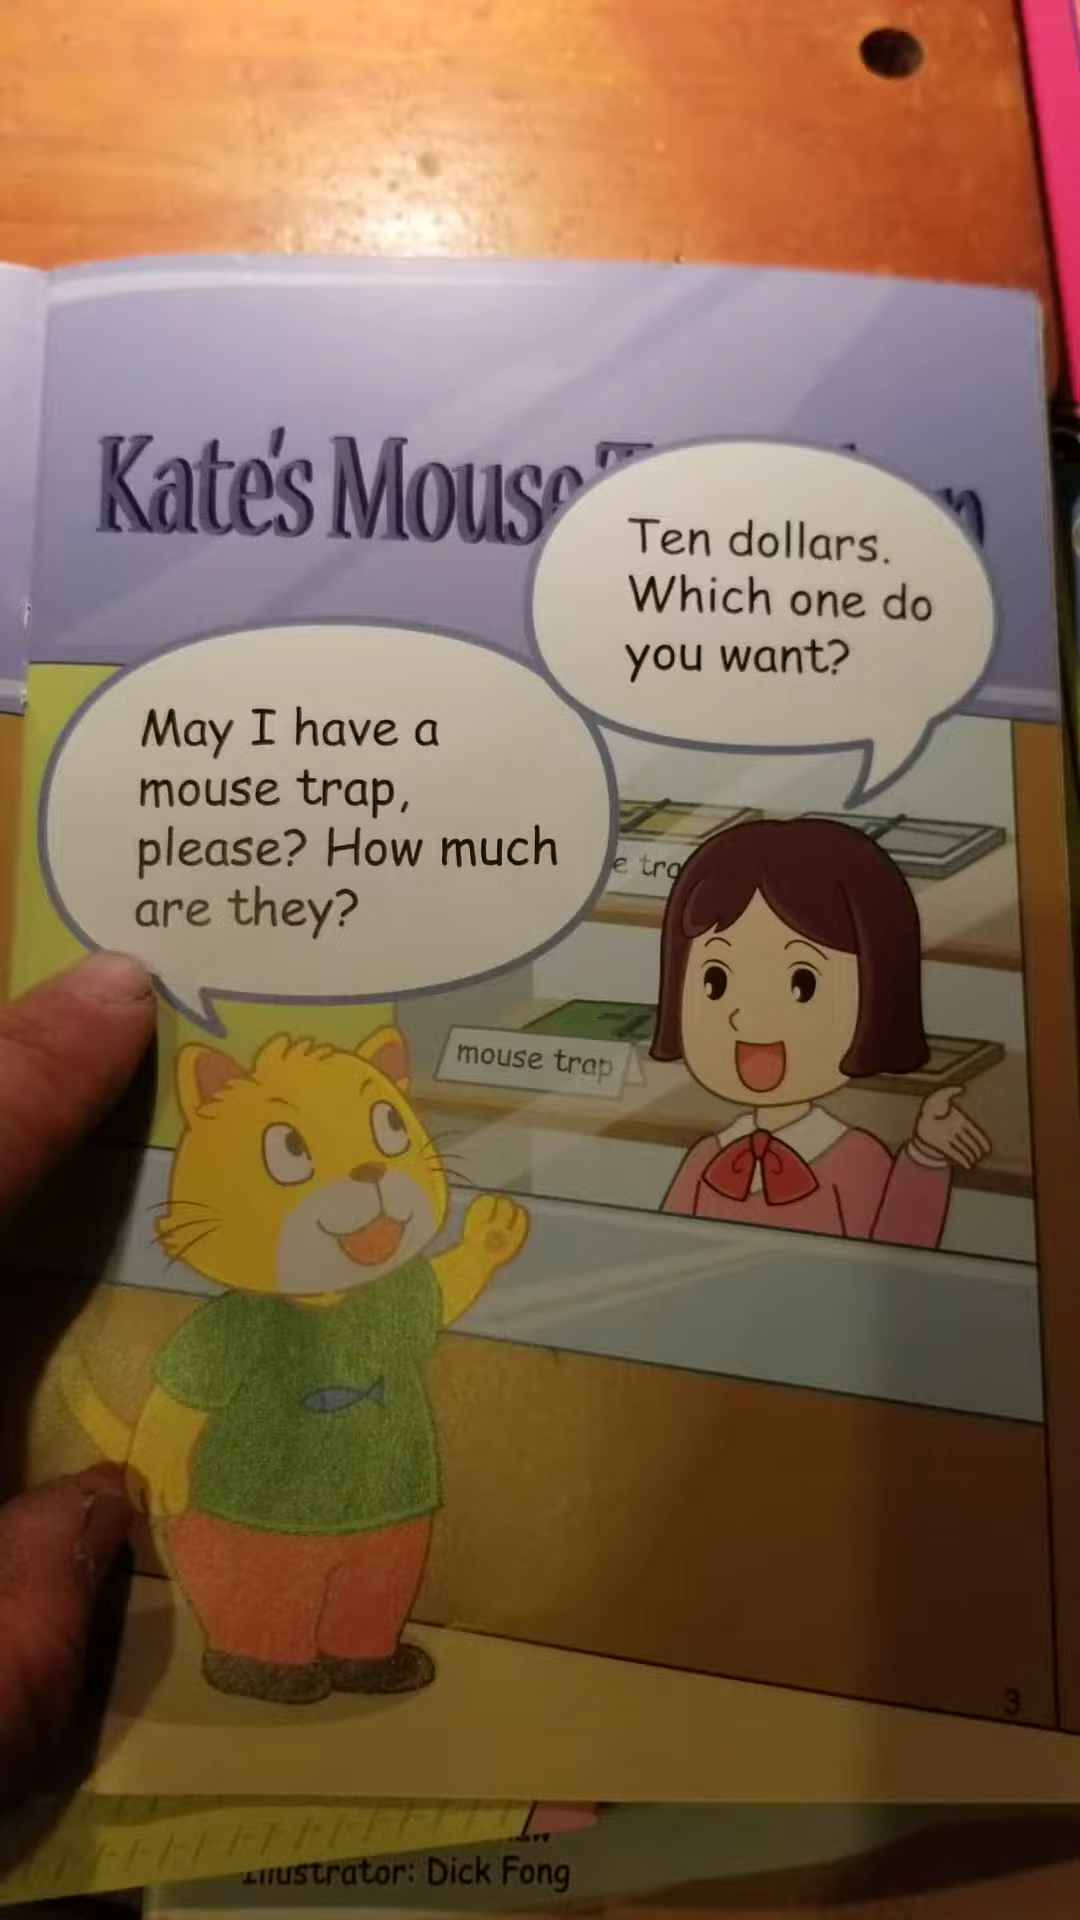 Kate's Mouse
Ten dollars.
Which one do
you want?
May I have a
mouse trap,
please? How much
are they?
mouse trap
3
Illustrator: Dick Fong